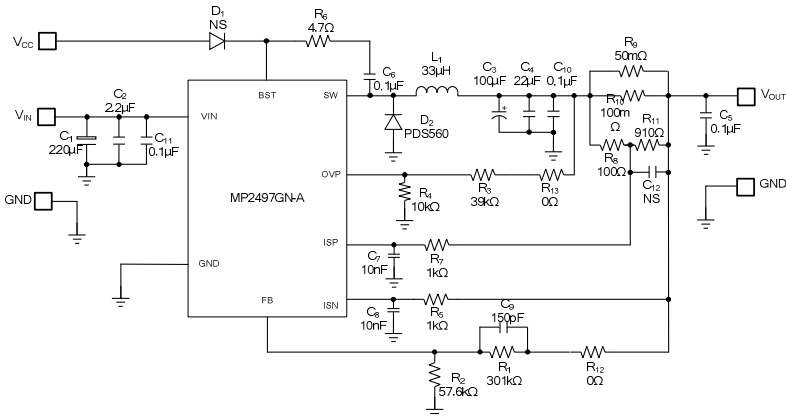 D1
NS
R6
4.7Ω
VCC
BST
C6
0.1µF
SW
L1
33µH
C3
100µF
C4
22µF
C10
0.1µF
R9
50mΩ
R10
100m
Ω
R11
910Ω
R8
100Ω
C12
NS
VOUT
C5
0.1µF
VIN
C1
220µF
C2
2.2µF
C11
0.1µF
VIN
D2
PDS560
GND
MP2497GN-A
OVP
R4
10kΩ
R3
39kΩ
R13
0Ω
GND
ISP
C7
10nF
R7
1kΩ
GND
FB
ISN
C8
10nF
R5
1kΩ
C9
150pF
R1
301kΩ
R12
0Ω
R2
57.6kΩ